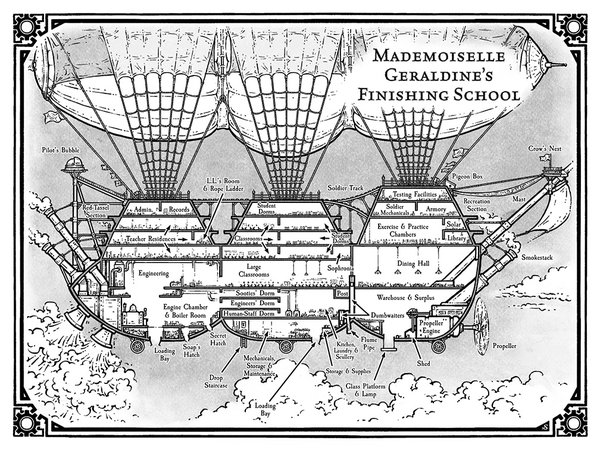 MADEMOISELLE
GERALDINE'S
FINISHING SCHOOL
Pilot's Bubble
Crow's Nest
L.L.'s Room
& Rope Ladder
Soldier Track
Pigeon Box
Red-Tassel
Section
Admin.
Records
Student
Dorms
Testing Facilities
Soldier
Mechanicals
Armory
Recreation
Section
Mast
Teacher Residences
Classrooms
Student
Dorms
Exercise & Practice
Chambers
Solar
Library
Engineering
Large
Classrooms
Dining Hall
Smokestack
Sooties' Dorm
Engineers' Dorm
Human-Staff Dorm
Post
Warehouse & Surplus
Engine Chamber
& Boiler Room
Dumbwaiters
Propeller
Engine
Loading
Bay
Soap's
Hatch
Secret
Hatch
Drop
Staircase
Mechanicals,
Storage &
Maintenance
Loading
Bay
Kitchen,
Laundry &
Scullery
Storage & Supplies
Flume
Pipe
Glass Platform
& Lamp
Shed
Propeller